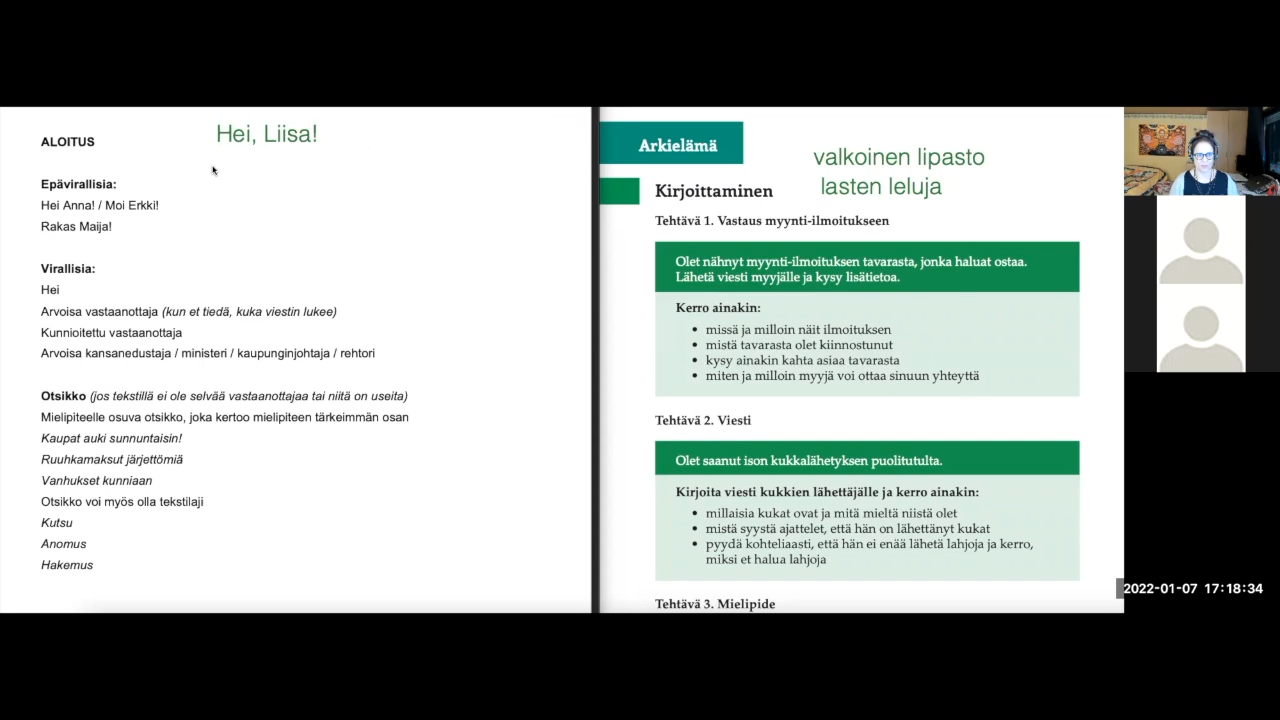 ALOITUS
Hei, Liisa!
Epävirallisia:
Hei Anna! / Moi Erkki!
Rakas Maija!
Virallisia:
Hei
Arvoisa vastaanottaja (kun et tiedä, kuka viestin lukee)
Kunnioitettu vastaanottaja
Arvoisa kansanedustaja / ministeri / kaupunginjohtaja / rehtori
Otsikko (jos tekstillä ei ole selvää vastaanottajaa tai niitä on useita)
Mielipiteelle osuva otsikko, joka kertoo mielipiteen tärkeimmän osan
Kaupat auki sunnuntaisin!
Ruuhkamaksut järjettömiä
Vanhukset kunniaan
Otsikko voi myös olla tekstilaji
Kutsu
Anomus
Hakemus
Arkielämä
valkoinen lipasto
lasten leluja
Kirjoittaminen
Tehtävä 1. Vastaus myynti-ilmoitukseen
Olet nähnyt myynti-ilmoituksen tavarasta, jonka haluat ostaa.
Lähetä viesti myyjälle ja kysy lisätietoa.
Kerro ainakin:
• missä ja milloin näit ilmoituksen
• mistä tavarasta olet kiinnostunut
• kysy ainakin kahta asiaa tavarasta
• miten ja milloin myyjä voi ottaa sinuun yhteyttä
Tehtävä 2. Viesti
Olet saanut ison kukkalähetyksen puolitutulta.
Kirjoita viesti kukkien lähettäjälle ja kerro ainakin:
• millaisia kukat ovat ja mitä mieltä niistä olet
• mistä syystä ajattelet, että hän on lähettänyt kukat
• pyydä kohteliaasti, että hän ei enää lähetä lahjoja ja kerro,
miksi et halua lahjoja
Tehtävä 3. Mielipide
2022-01-07 17:18:34